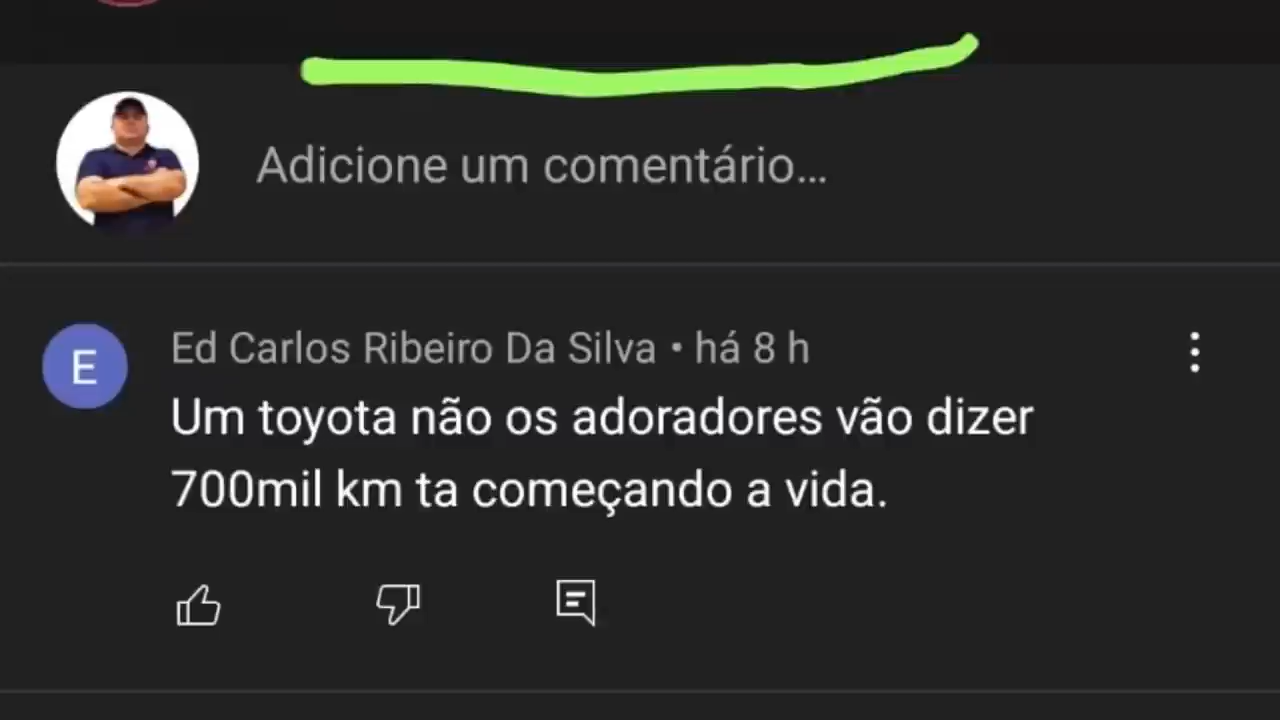 Adicione um comentário...
E
Ed Carlos Ribeiro Da Silva • há 8 h
Um toyota não os adoradores vão dizer
700mil km ta começando a vida.